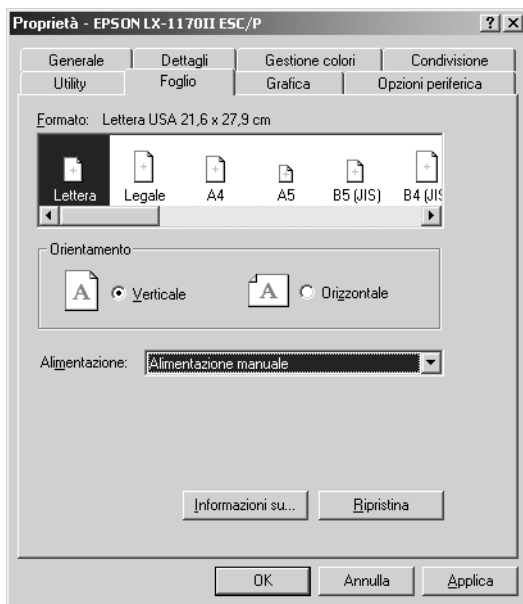 Proprietà - EPSON LX-1170II ESC/P
Generale Dettagli Gestione colori Condivisione
Utility Foglio Grafica Opzioni periferica
Formato: Lettera USA 21,6 x 27,9 cm
Lettera Legale A4 A5 B5 (JIS) B4 (JIS
Orientamento
A Verticale A Orizzontale
Alimentazione: Alimentazione manuale
Informazioni su... Ripristina
OK Annulla Applica